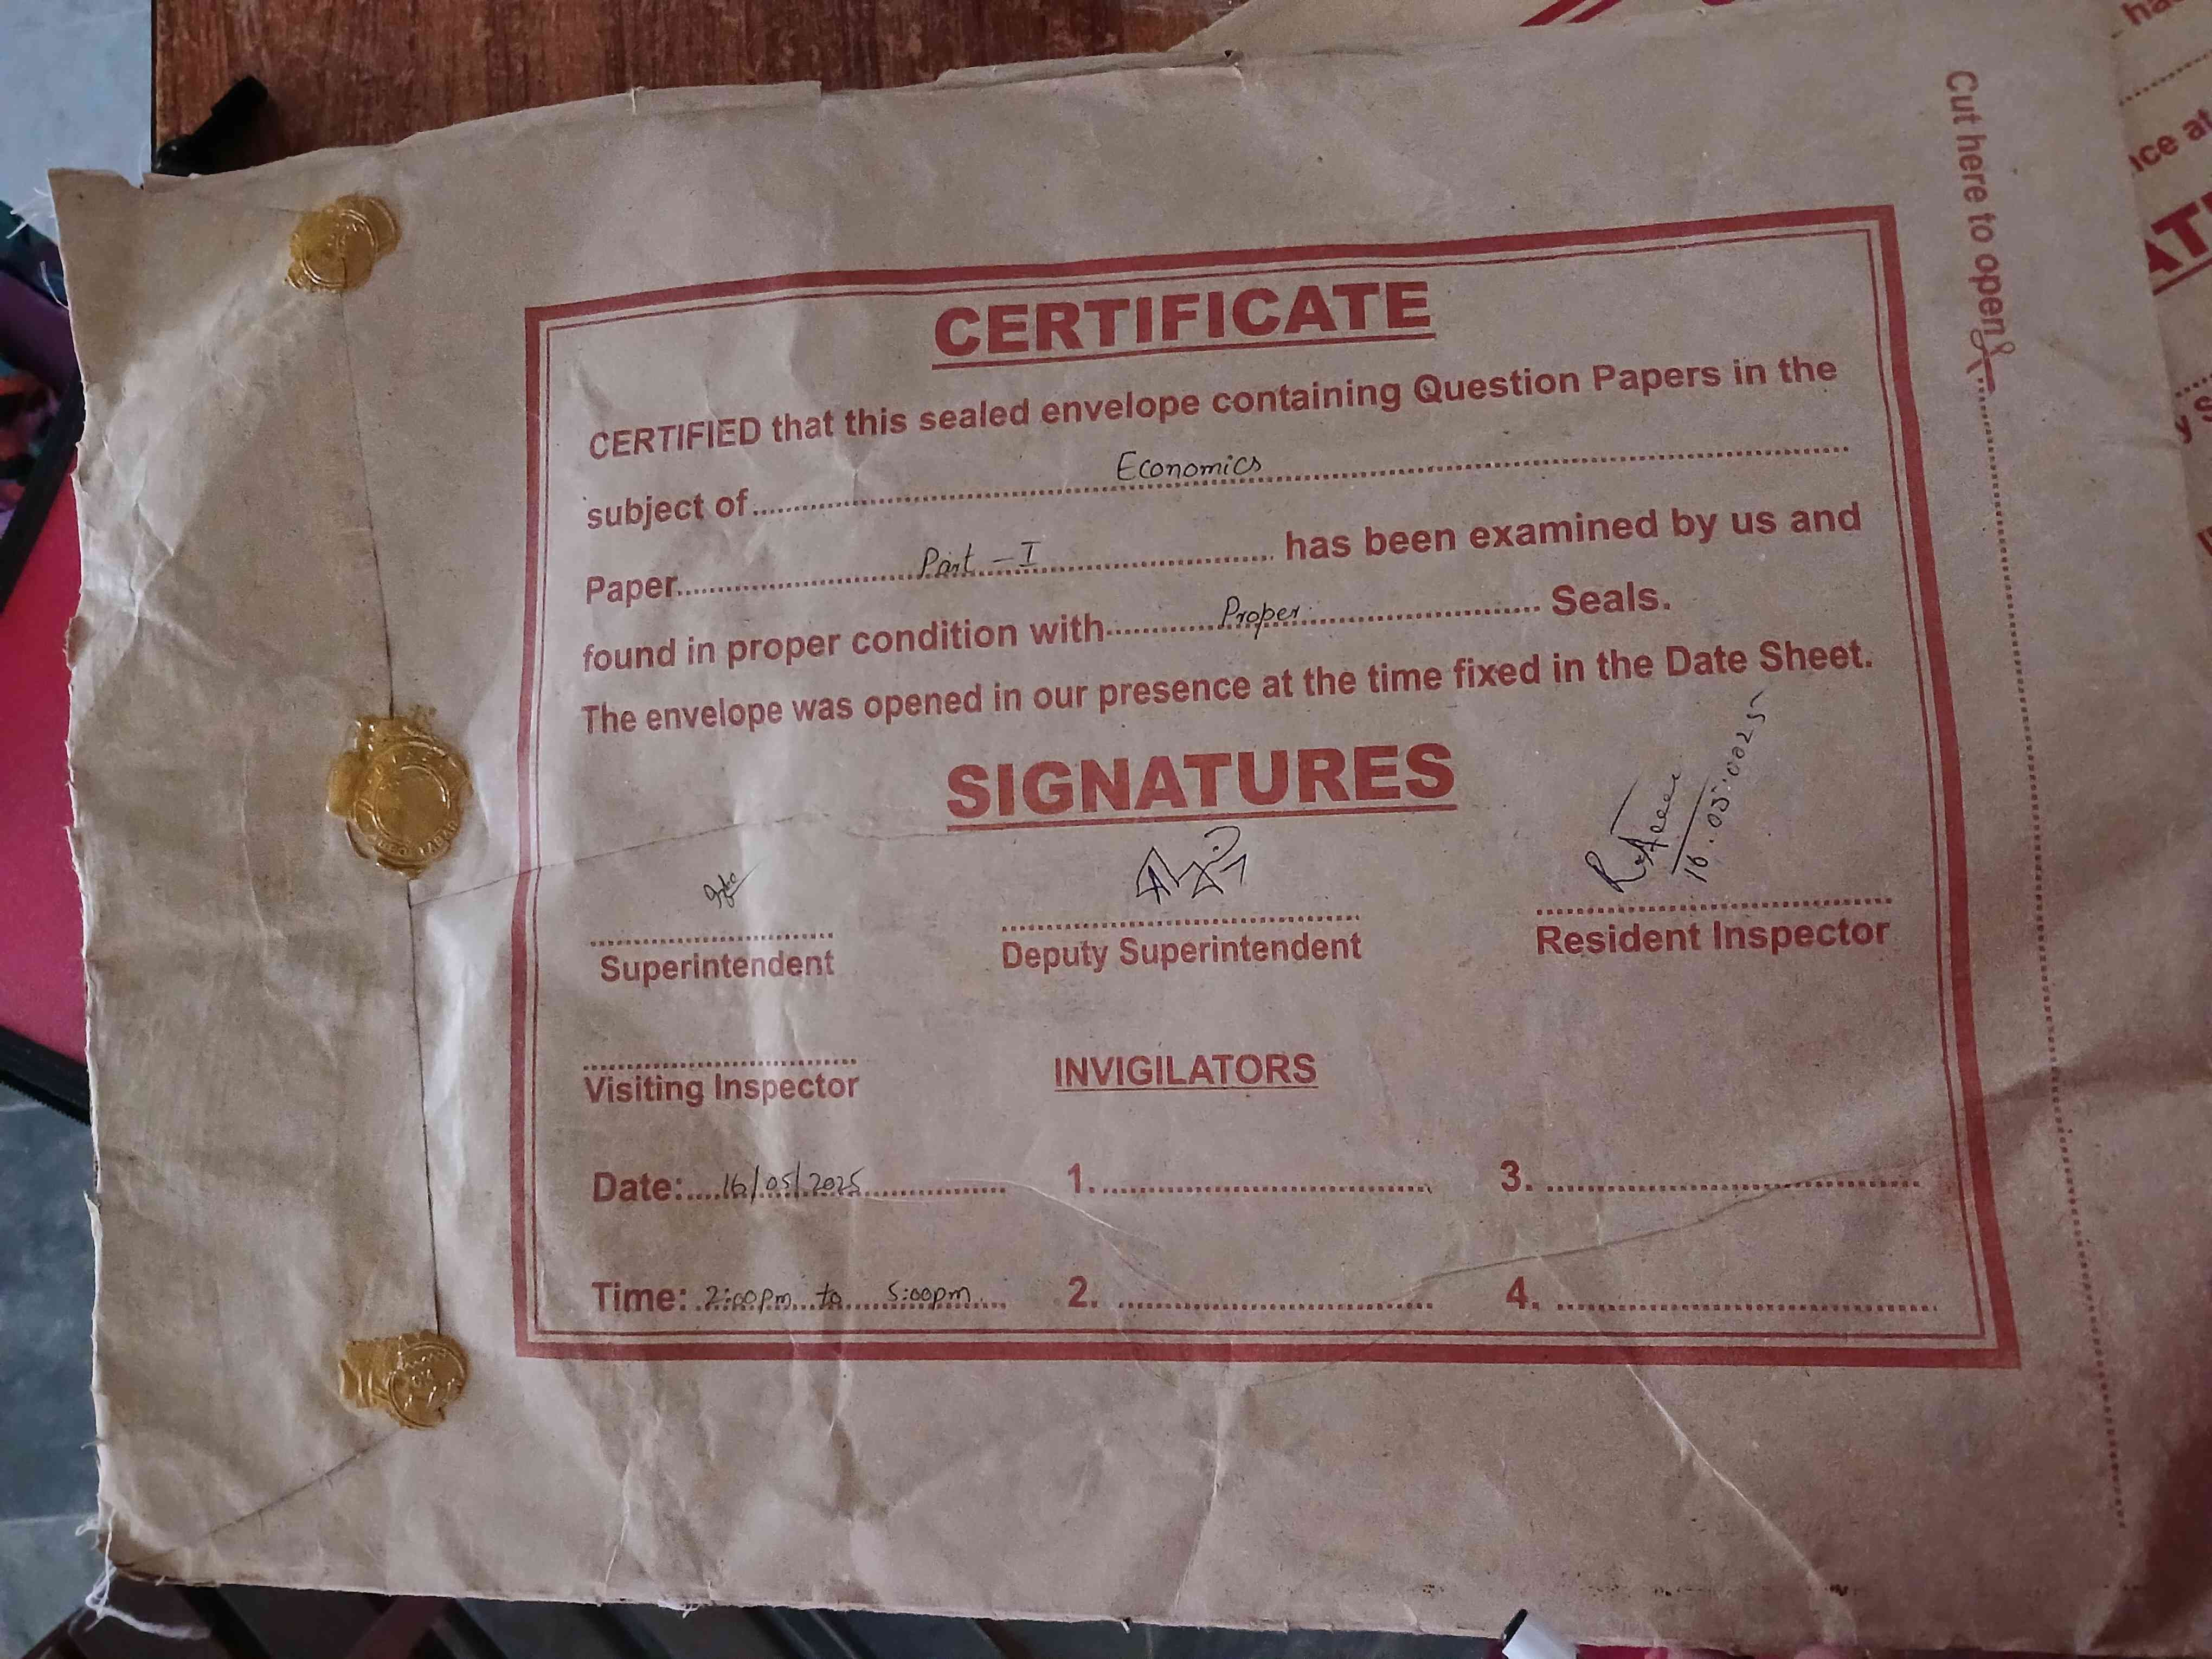 CERTIFICATE
CERTIFIED that this sealed envelope containing Question Papers in the
subject of Economics
Paper Part - I has been examined by us and
found in proper condition with Proper Seals.
The envelope was opened in our presence at the time fixed in the Date Sheet.
SIGNATURES
16.05.
Superintendent
Deputy Superintendent
Resident Inspector
Visiting Inspector
INVIGILATORS
Date: 16/05/2025 1. 3.
Time: 2:00pm to 5:00pm 2. 4.
Cut here to open